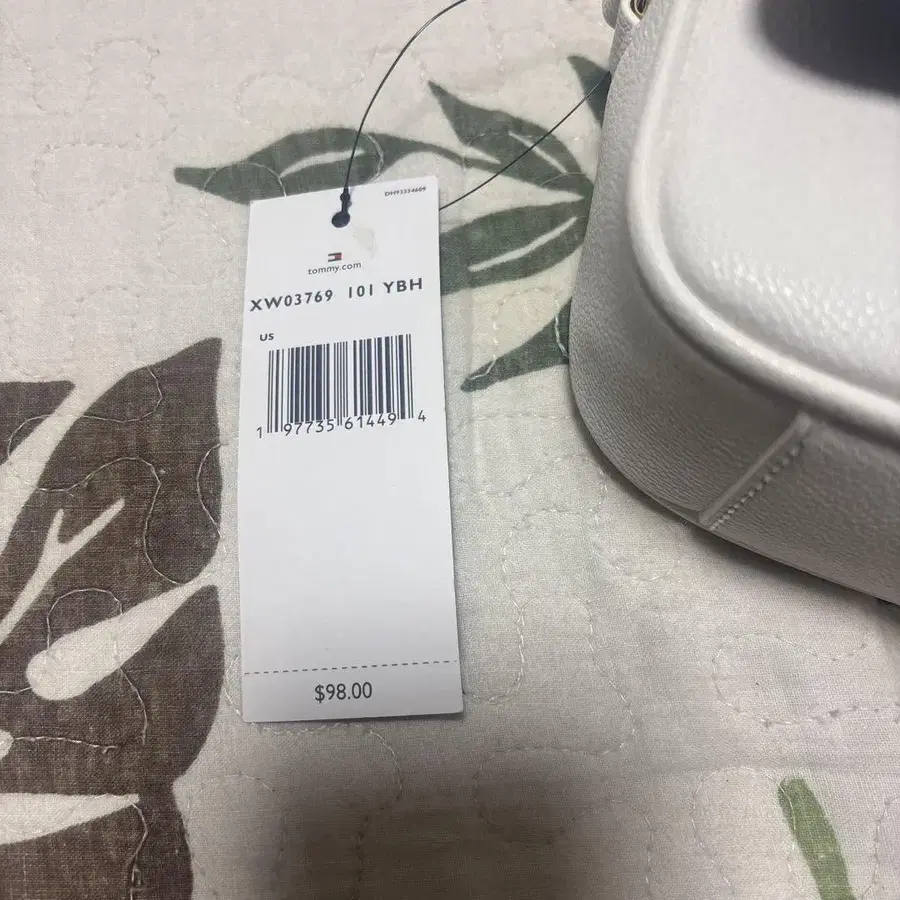 DH93334609
tommy.com
XW03769 101 YBH
US
1 97735 61449 4
$98.00